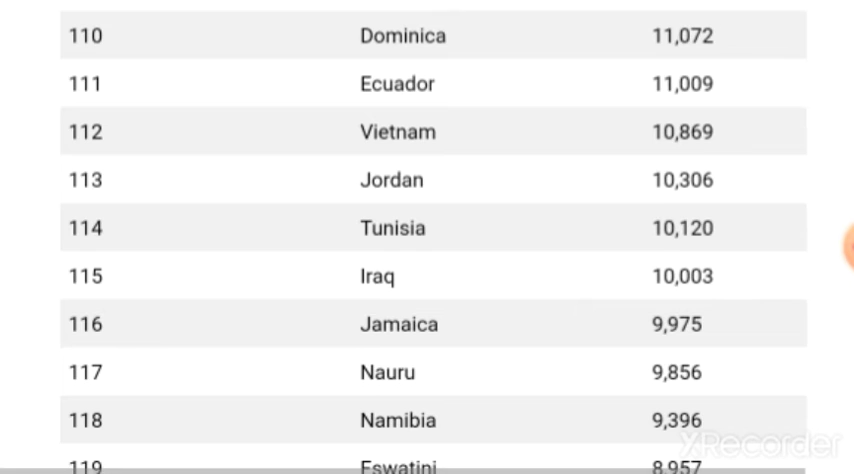 110 Dominica 11,072
111 Ecuador 11,009
112 Vietnam 10,869
113 Jordan 10,306
114 Tunisia 10,120
115 Iraq 10,003
116 Jamaica 9,975
117 Nauru 9,856
118 Namibia 9,396
XRecorder
119 Eswatini 8,957